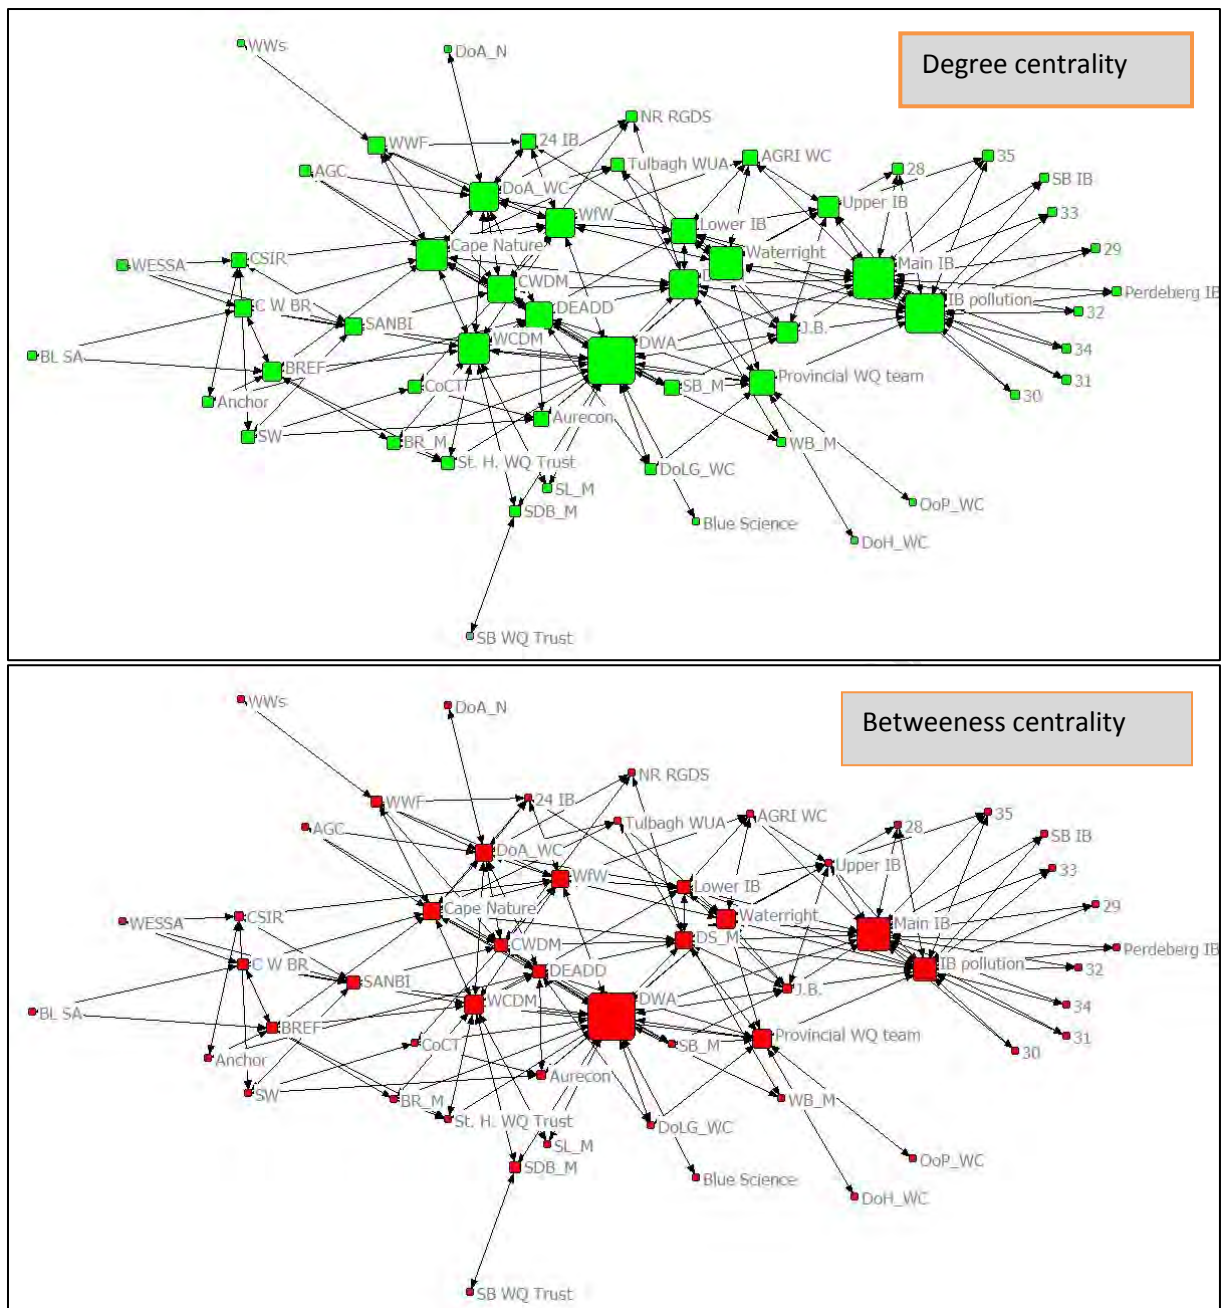 WWs
DoA_N
Degree centrality
NR RGDS
WWF
24 IB
Tulbagh WUA
AGRI WC
28
35
AGC
DoA_WC
SB IB
Upper IB
WfW
33
Lower IB
Cape Nature
Waterright
29
CSIR
WESSA
Main IB
CWDM
D
Perdeberg IB
C W BR
DEADD
IB pollution
32
SANBI
J.B.
WCDM
DWA
34
BL SA
BREF
Provincial WQ team
31
CoCT
SB_M
30
Anchor
Aurecon
SW
BR_M
WB_M
St. H. WQ Trust
DoLG_WC
SL_M
OoP_WC
SDB_M
Blue Science
DoH_WC
SB WQ Trust
WWs
DoA_N
Betweeness centrality
NR RGDS
WWF
24 IB
Tulbagh WUA
AGRI WC
28
35
AGC
SB IB
DoA_WC
Upper IB
33
WfW
Lower IB
29
Cape Nature
Waterright
CSIR
WESSA
Main IB
DS_M
CWDM
Perdeberg IB
C W BR
DEADD
IB pollution
32
SANBI
J.B.
WCDM
DWA
34
BL SA
BREF
Provincial WQ team
31
CoCT
SB_M
30
Anchor
Aurecon
SW
BR_M
WB_M
St. H. WQ Trust
DoLG_WC
SL_M
OoP_WC
SDB_M
Blue Science
DoH_WC
SB WQ Trust